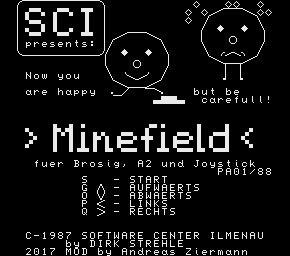 SCI
presents:
Now you
are happy
but be
carefull!
> Minefield <
fuer Brosig, A2 und Joystick
PA01/88
S - START
Q ∧ - AUFWAERTS
A ∨ - ABWAERTS
O < - LINKS
P > - RECHTS
C-1987 SOFTWARE CENTER ILMENAU
by DIRK STREHLE
2017 MOD by Andreas Ziermann